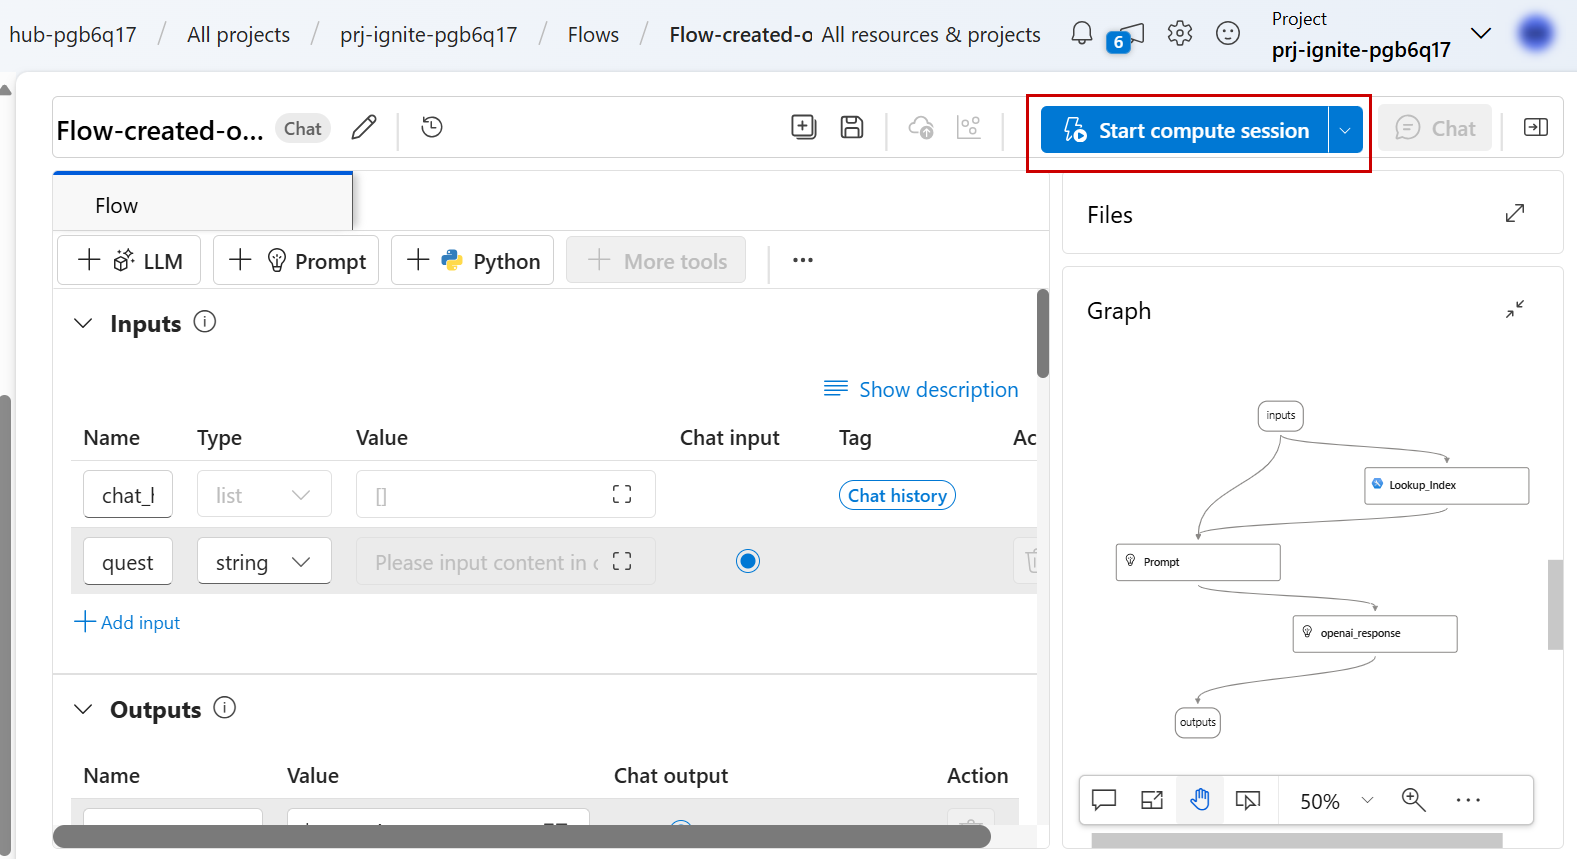 hub-pgb6q17 / All projects / prj-ignite-pgb6q17 / Flows / Flow-created-o All resources & projects
6
Project
prj-ignite-pgb6q17
Flow-created-o...
Chat
Start compute session
Chat
Flow
LLM
Prompt
Python
More tools
...
Files
Inputs
Show description
Name Type Value Chat input Tag Ac
chat_h list [] Chat history
quest string Please input content in c
Add input
Outputs
Name Value Chat output Action
Graph
inputs
Lookup_Index
Prompt
openai_response
outputs
50%